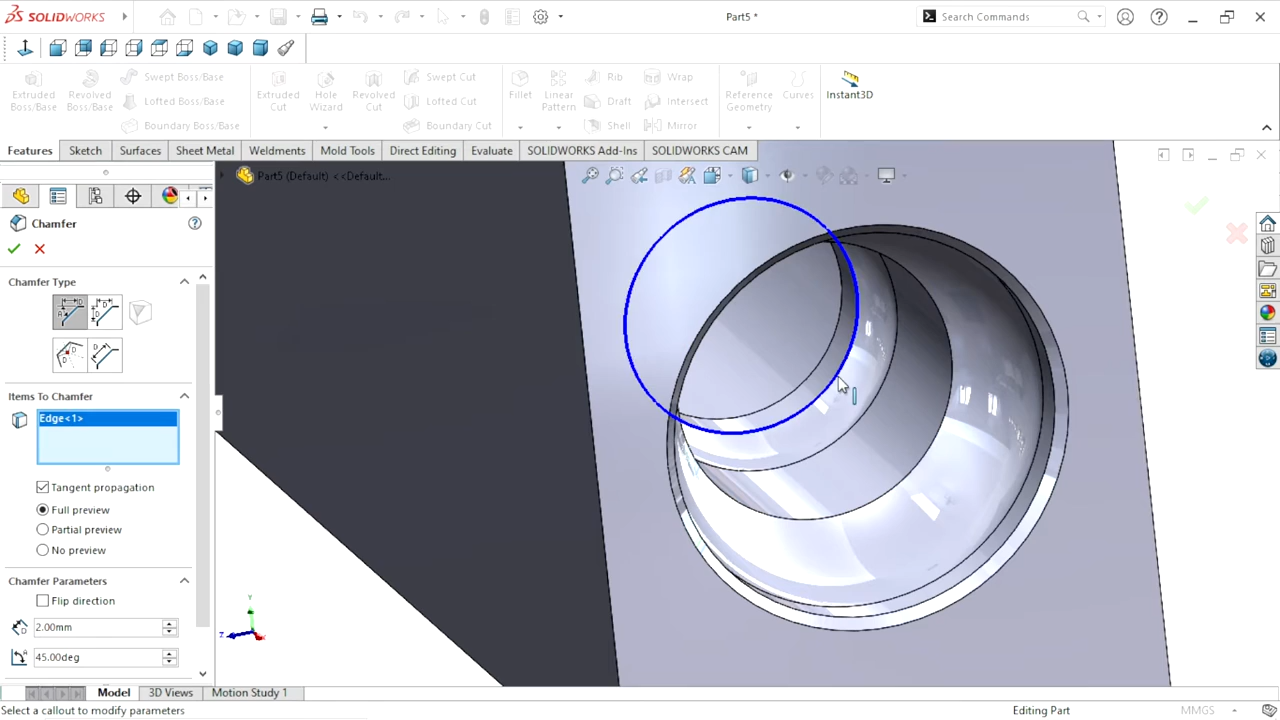 SOLIDWORKS
Part5 *
Search Commands
Extruded Boss/Base
Revolved Boss/Base
Swept Boss/Base
Lofted Boss/Base
Boundary Boss/Base
Extruded Cut
Hole Wizard
Revolved Cut
Swept Cut
Lofted Cut
Boundary Cut
Fillet
Linear Pattern
Rib
Draft
Shell
Wrap
Intersect
Mirror
Reference Geometry
Curves
Instant3D
Features
Sketch
Surfaces
Sheet Metal
Weldments
Mold Tools
Direct Editing
Evaluate
SOLIDWORKS Add-Ins
SOLIDWORKS CAM
Part5 (Default) <<Default...
Chamfer
Chamfer Type
Items To Chamfer
Edge<1>
Tangent propagation
Full preview
Partial preview
No preview
Chamfer Parameters
Flip direction
2.00mm
45.00deg
Y
Z
Model
3D Views
Motion Study 1
Select a callout to modify parameters
Editing Part
MMGS